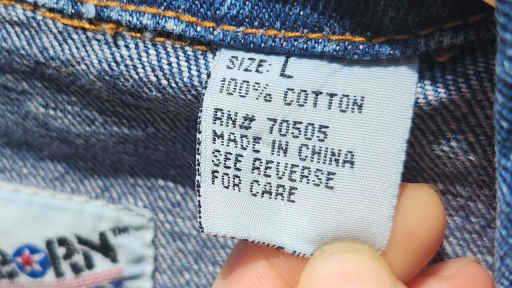 SIZE: L
100% COTTON
RN# 70505
MADE IN CHINA
SEE REVERSE
FOR CARE